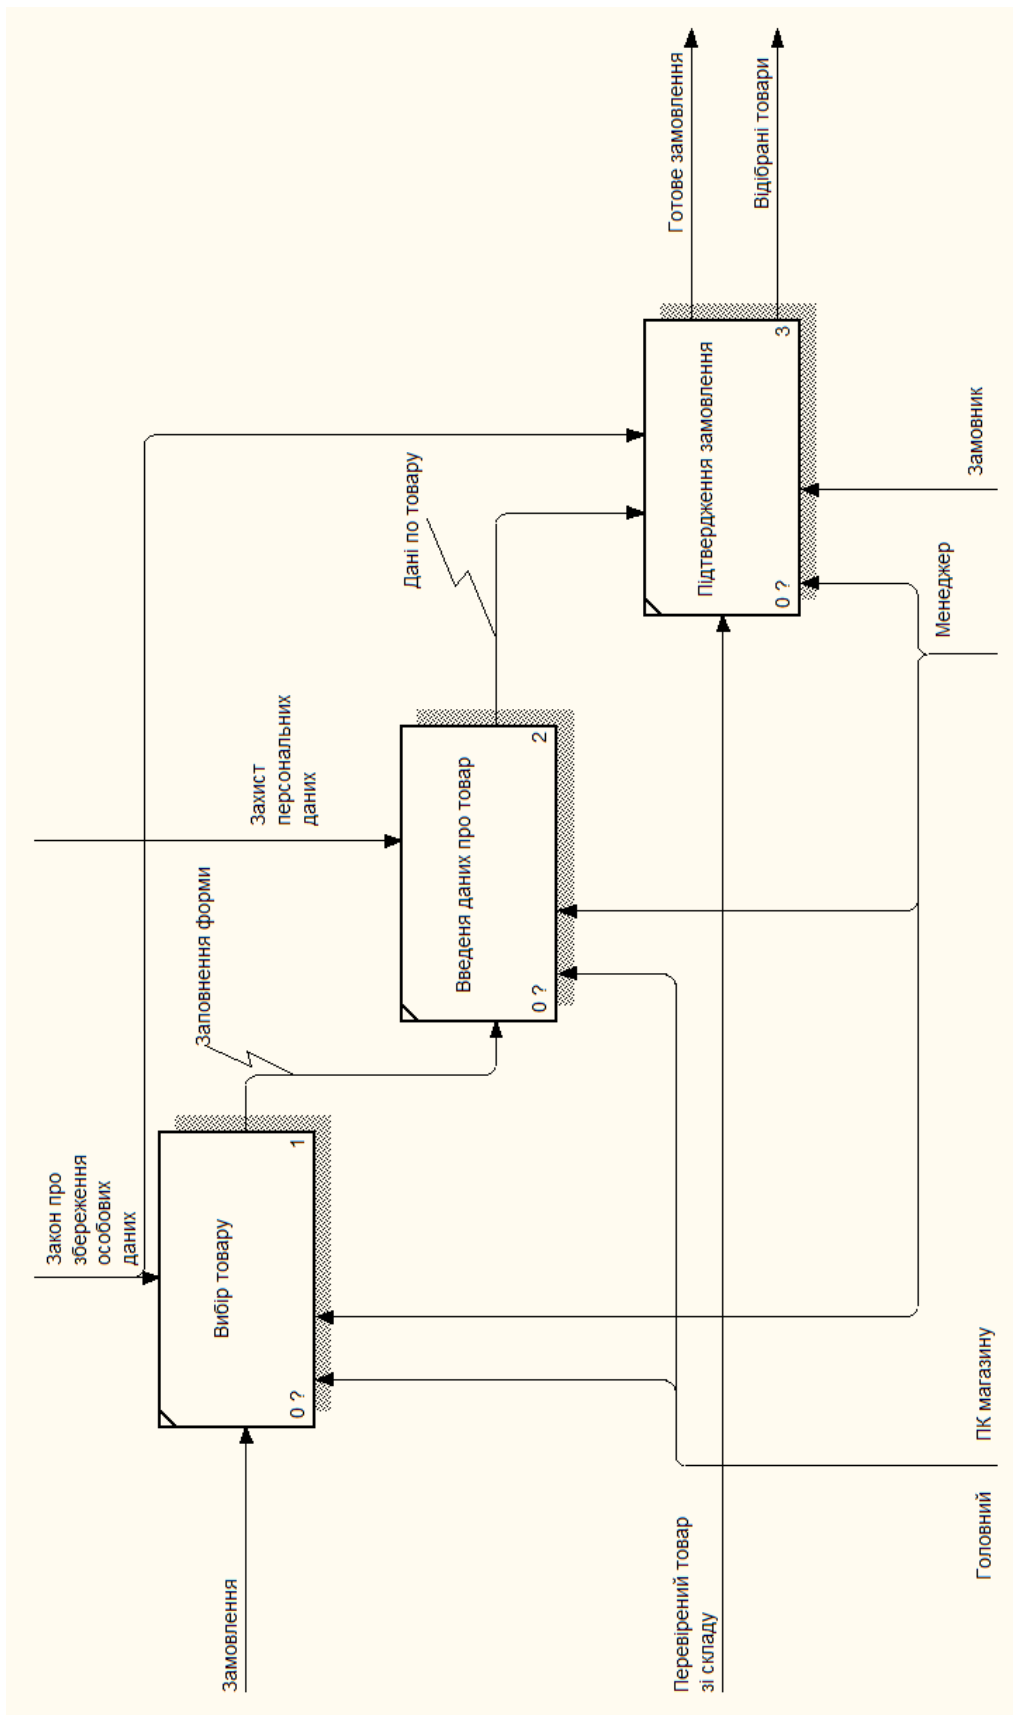 Закон про
збереження
особових
даних
Захист
персональних
даних
Заповнення форми
Замовлення
Вибір товару
0 ?
1
Дані по товару
Введеня даних про товар
0 ?
2
Готове замовлення
Відібрані товари
Підтвердження замовлення
0 ?
3
Перевірений товар
зі складу
Головний
ПК магазину
Менеджер
Замовник